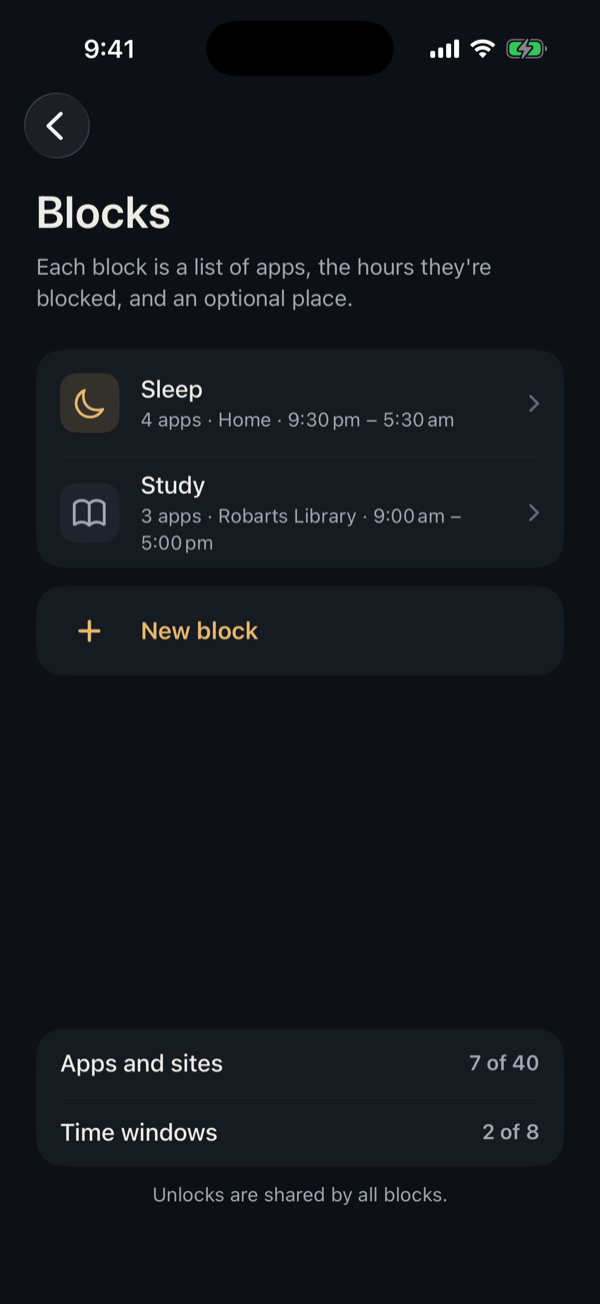 9:41
Blocks
Each block is a list of apps, the hours they're
blocked, and an optional place.
Sleep
4 apps · Home · 9:30 pm – 5:30 am
Study
3 apps · Robarts Library · 9:00 am –
5:00 pm
New block
Apps and sites 7 of 40
Time windows 2 of 8
Unlocks are shared by all blocks.